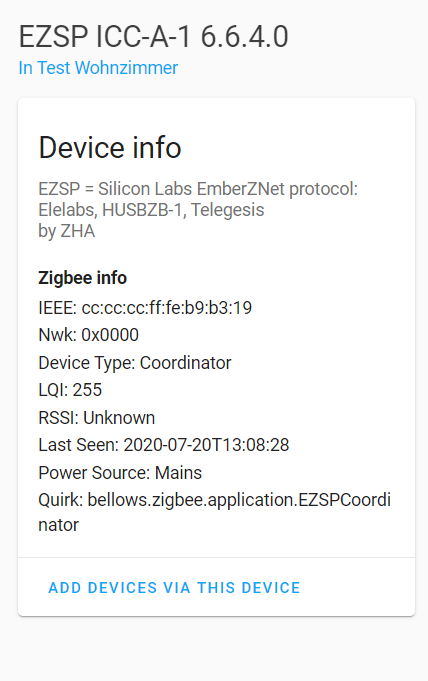 EZSP ICC-A-1 6.6.4.0
In Test Wohnzimmer
Device info
EZSP = Silicon Labs EmberZNet protocol:
Elelabs, HUSBZB-1, Telegesis
by ZHA
Zigbee info
IEEE: cc:cc:cc:ff:fe:b9:b3:19
Nwk: 0x0000
Device Type: Coordinator
LQI: 255
RSSI: Unknown
Last Seen: 2020-07-20T13:08:28
Power Source: Mains
Quirk: bellows.zigbee.application.EZSPCoordi
nator
ADD DEVICES VIA THIS DEVICE